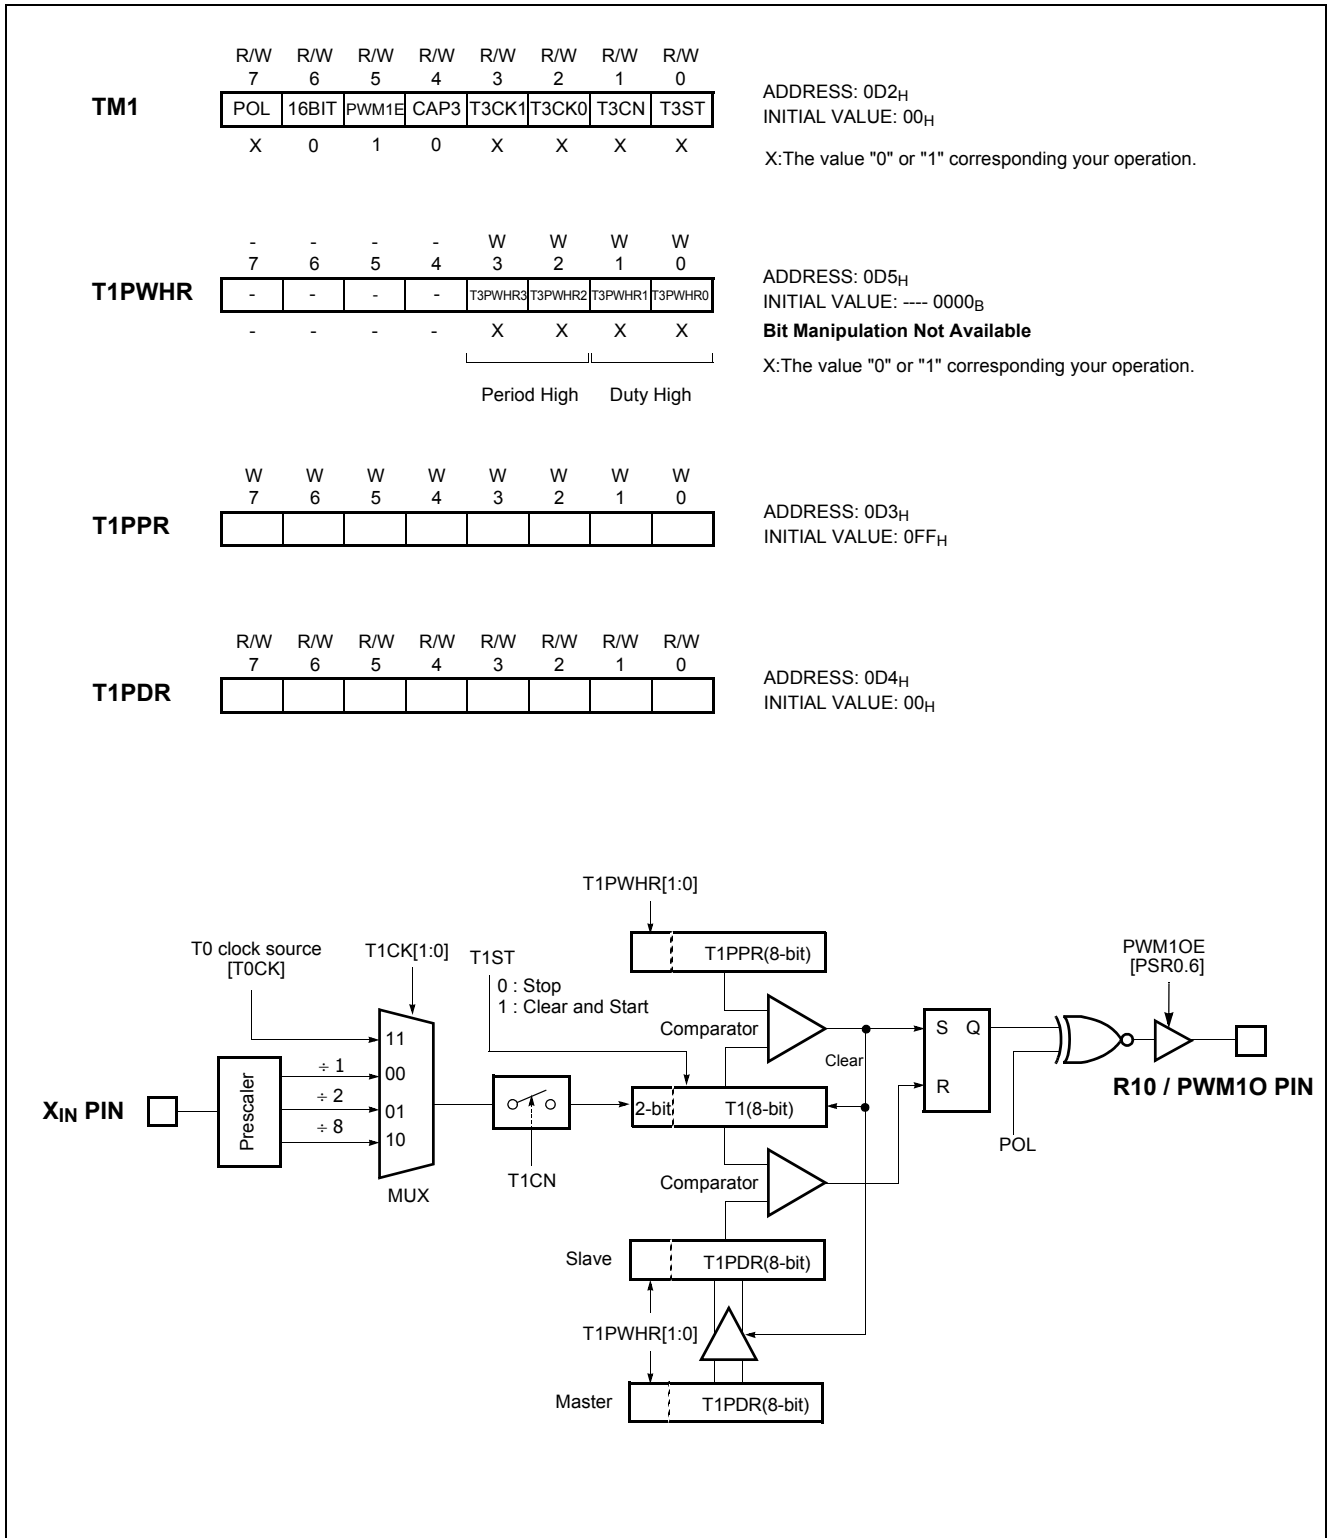 R/W R/W R/W R/W R/W R/W R/W R/W
7 6 5 4 3 2 1 0
TM1
POL 16BIT PWM1E CAP3 T3CK1 T3CK0 T3CN T3ST
X 0 1 0 X X X X
ADDRESS: 0D2H
INITIAL VALUE: 00H
X:The value "0" or "1" corresponding your operation.
- - - - W W W W
7 6 5 4 3 2 1 0
T1PWHR
- - - - T3PWHR3 T3PWHR2 T3PWHR1 T3PWHR0
- - - - X X X X
Period High Duty High
ADDRESS: 0D5H
INITIAL VALUE: ---- 0000B
Bit Manipulation Not Available
X:The value "0" or "1" corresponding your operation.
W W W W W W W W
7 6 5 4 3 2 1 0
T1PPR
ADDRESS: 0D3H
INITIAL VALUE: 0FFH
R/W R/W R/W R/W R/W R/W R/W R/W
7 6 5 4 3 2 1 0
T1PDR
ADDRESS: 0D4H
INITIAL VALUE: 00H
T1PWHR[1:0]
T0 clock source
[T0CK]
T1CK[1:0]
T1ST
0 : Stop
1 : Clear and Start
T1PPR(8-bit)
PWM1OE
[PSR0.6]
Comparator
Clear
S Q
R
11
00
01
10
÷ 1
÷ 2
÷ 8
XIN PIN
Prescaler
MUX
T1CN
2-bit T1(8-bit)
R10 / PWM1O PIN
POL
Comparator
Slave
T1PDR(8-bit)
T1PWHR[1:0]
Master
T1PDR(8-bit)